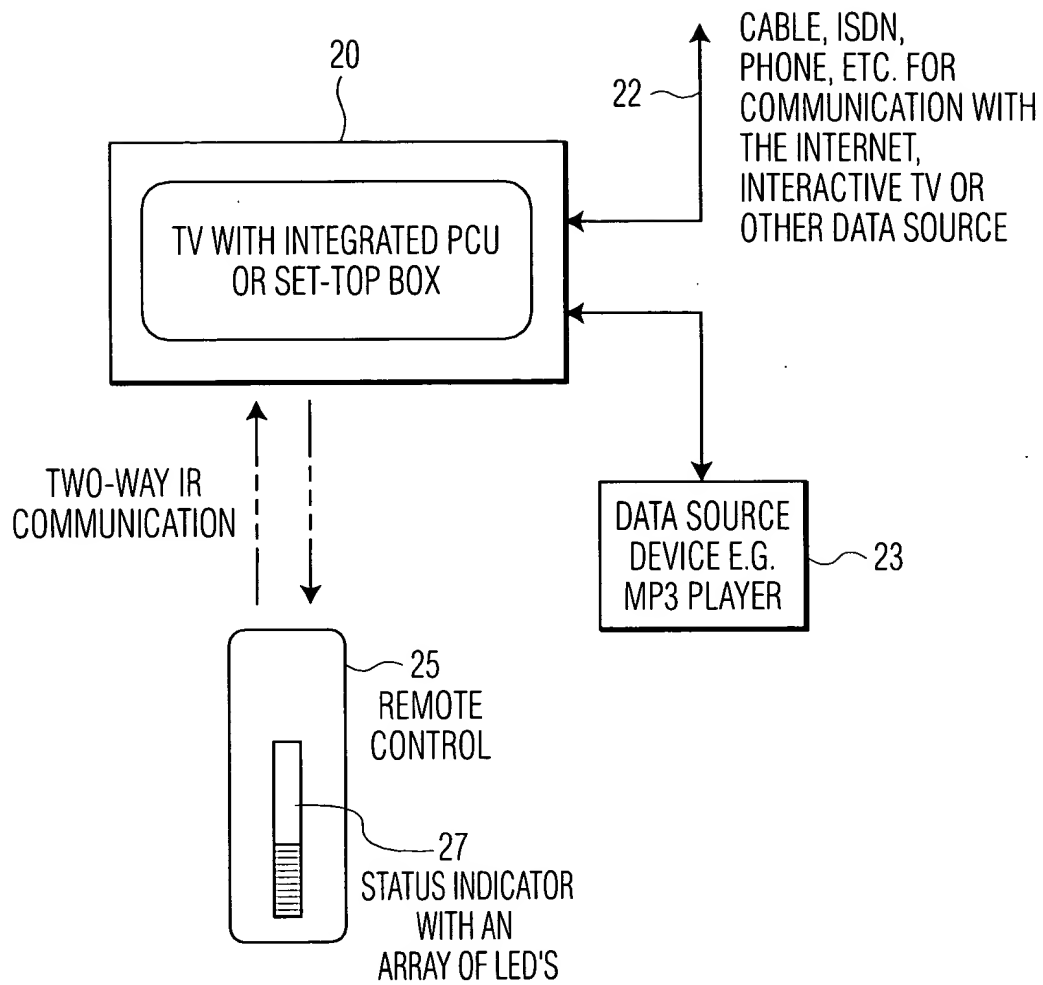 20
22
CABLE, ISDN,
PHONE, ETC. FOR
COMMUNICATION WITH
THE INTERNET,
INTERACTIVE TV OR
OTHER DATA SOURCE
TV WITH INTEGRATED PCU
OR SET-TOP BOX
TWO-WAY IR
COMMUNICATION
DATA SOURCE
DEVICE E.G.
MP3 PLAYER
23
25
REMOTE
CONTROL
27
STATUS INDICATOR
WITH AN
ARRAY OF LED'S